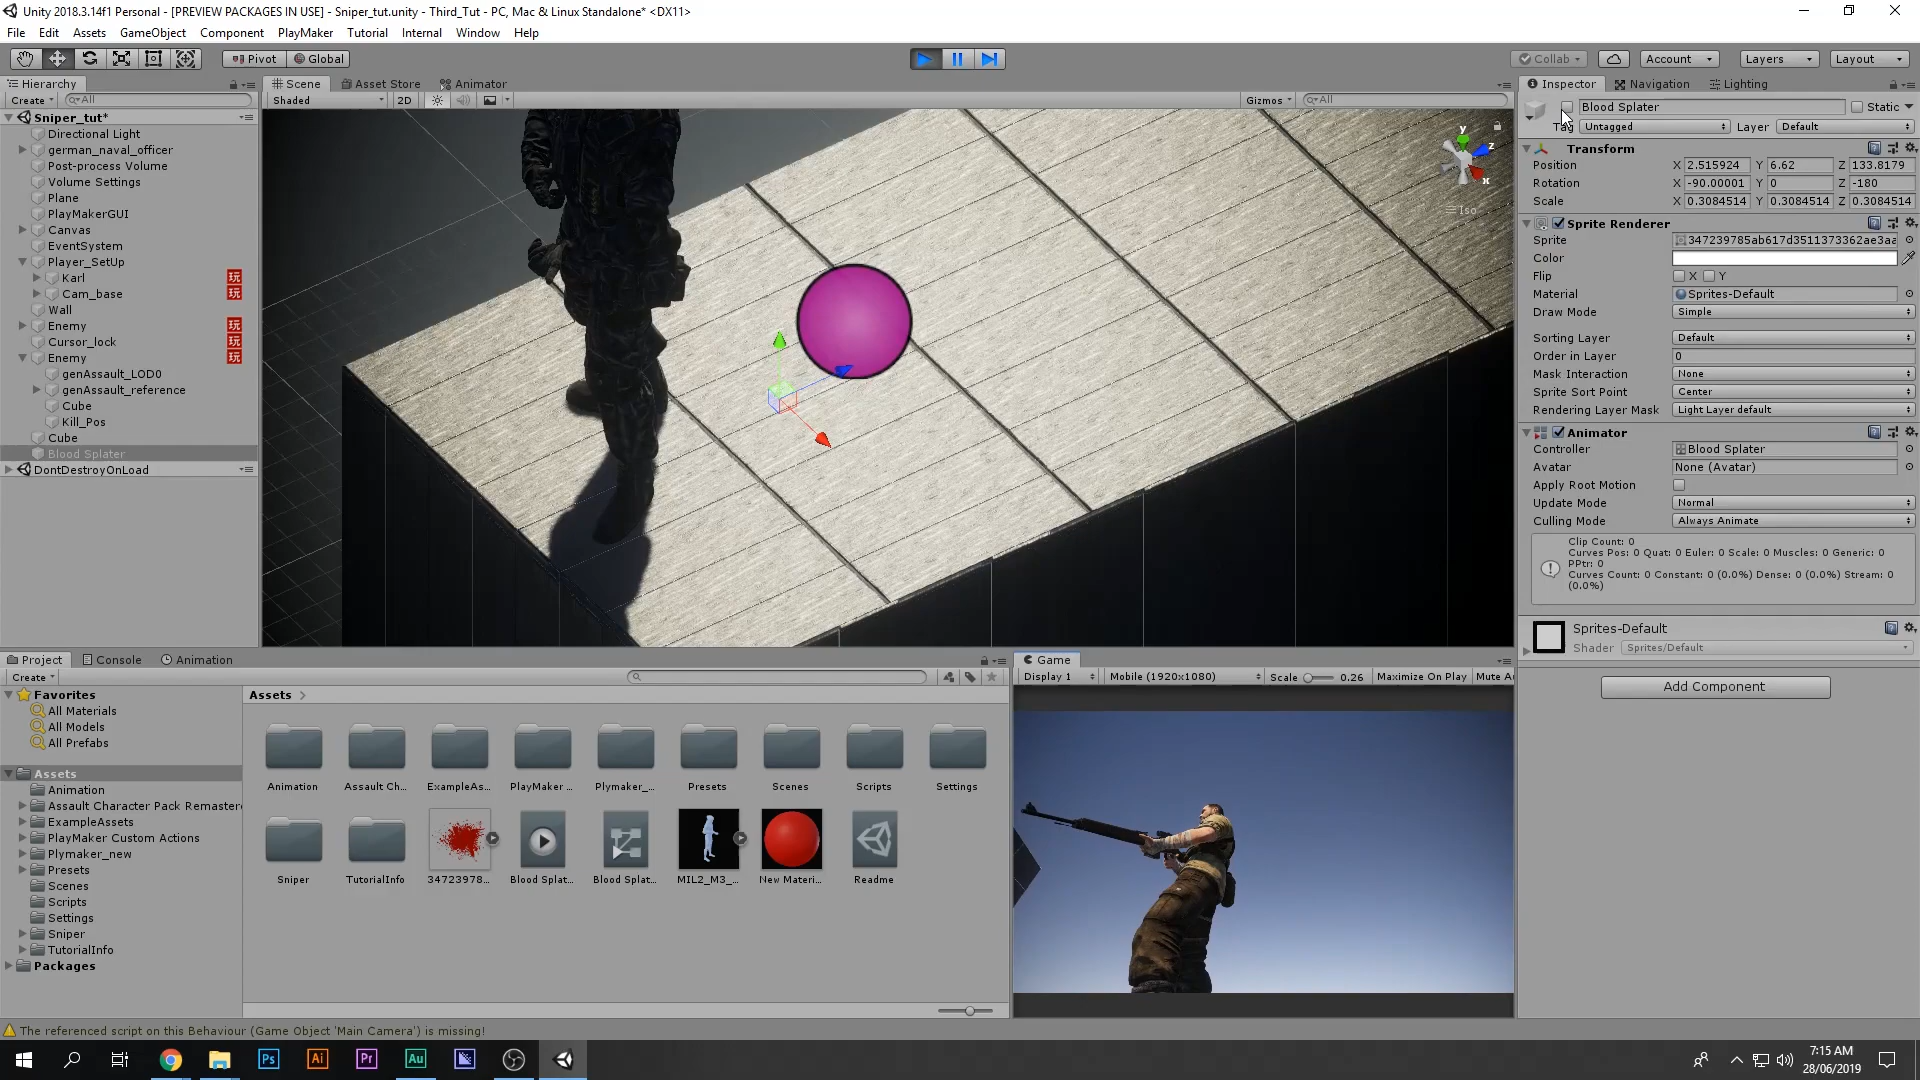 Unity 2018.3.14f1 Personal - [PREVIEW PACKAGES IN USE] - Sniper_tut.unity - Third_Tut - PC, Mac & Linux Standalone* <DX11>
File Edit Assets GameObject Component PlayMaker Tutorial Internal Window Help
Pivot Global Collab Account Layers Layout
Hierarchy
Create All
Sniper_tut*
Directional Light
german_naval_officer
Post-process Volume
Volume Settings
Plane
PlayMakerGUI
Canvas
EventSystem
Player_SetUp
Karl 玩
Cam_base 玩
Wall
Enemy 玩
Cursor_lock 玩
Enemy 玩
genAssault_LOD0
genAssault_reference
Cube
Kill_Pos
Cube
Blood Splater
DontDestroyOnLoad
Scene Asset Store Animator
Shaded 2D Gizmos All
y
z
x
Iso
Inspector Navigation Lighting
Blood Splater Static
Tag Untagged Layer Default
Transform
Position X 2.515924 Y 6.62 Z 133.8179
Rotation X -90.00001 Y 0 Z -180
Scale X 0.3084514 Y 0.3084514 Z 0.3084514
Sprite Renderer
Sprite 347239785ab617d3511373362ae3aa
Color
Flip X Y
Material Sprites-Default
Draw Mode Simple
Sorting Layer Default
Order in Layer 0
Mask Interaction None
Sprite Sort Point Center
Rendering Layer Mask Light Layer default
Animator
Controller Blood Splater
Avatar None (Avatar)
Apply Root Motion
Update Mode Normal
Culling Mode Always Animate
Clip Count: 0
Curves Pos: 0 Quat: 0 Euler: 0 Scale: 0 Muscles: 0 Generic: 0
PPtr: 0
Curves Count: 0 Constant: 0 (0.0%) Dense: 0 (0.0%) Stream: 0
(0.0%)
Sprites-Default
Shader Sprites/Default
Add Component
Project Console Animation
Create
Favorites
All Materials
All Models
All Prefabs
Assets
Animation
Assault Character Pack Remastere
ExampleAssets
PlayMaker Custom Actions
Plymaker_new
Presets
Scenes
Scripts
Settings
Sniper
TutorialInfo
Packages
Assets
Animation Assault Ch... ExampleAs... PlayMaker ... Plymaker_... Presets Scenes Scripts Settings
Sniper TutorialInfo 34723978... Blood Splat... Blood Splat... MIL2_M3_... New Materi... Readme
Game
Display 1 Mobile (1920x1080) Scale 0.26 Maximize On Play Mute A
The referenced script on this Behaviour (Game Object 'Main Camera') is missing!
Ps Ai Pr Au
7:15 AM
28/06/2019